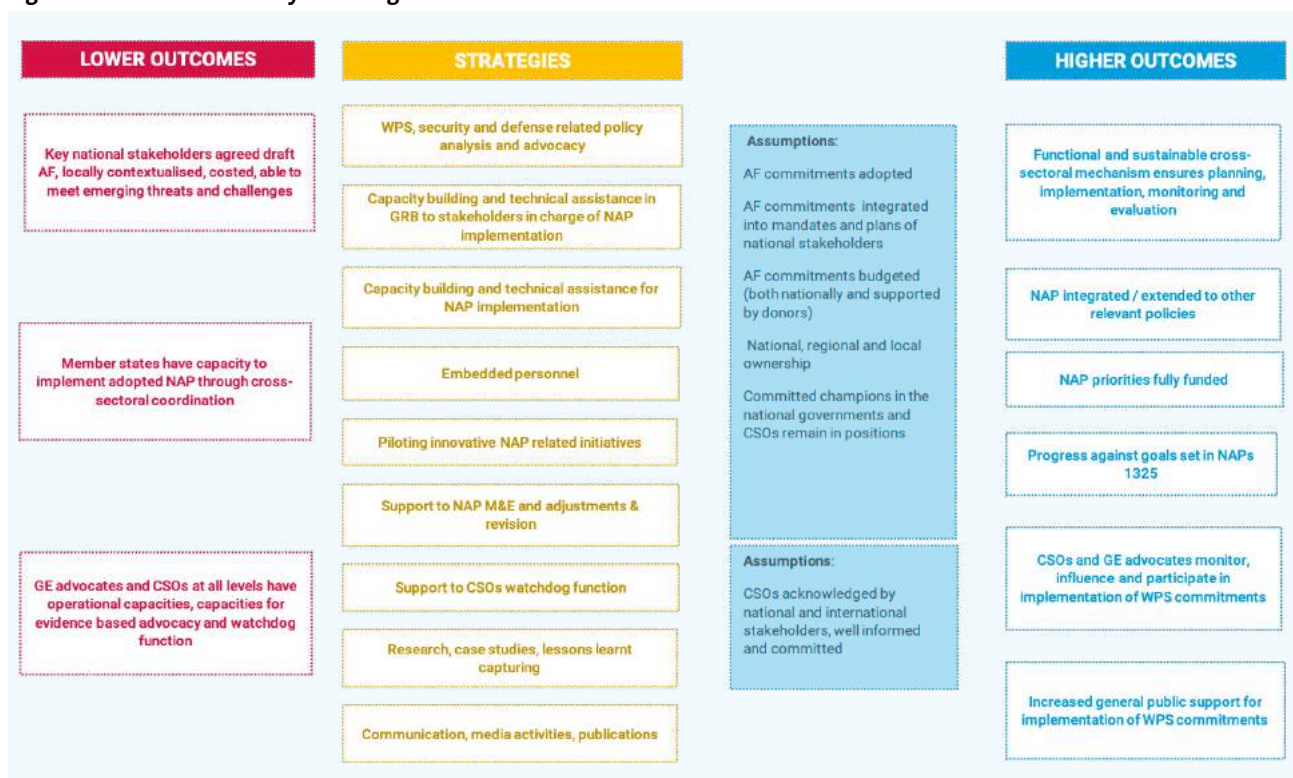 LOWER OUTCOMES
Key national stakeholders agreed draft
AF, locally contextualised, costed, able to
meet emerging threats and challenges
Member states have capacity to
implement adopted NAP through cross-
sectoral coordination
GE advocates and CSOs at all levels have
operational capacities, capacities for
evidence based advocacy and watchdog
function
STRATEGIES
WPS, security and defense related policy
analysis and advocacy
Capacity building and technical assistance in
GRB to stakeholders in charge of NAP
implementation
Capacity building and technical assistance for
NAP implementation
Embedded personnel
Piloting innovative NAP related initiatives
Support to NAP M&E and adjustments &
revision
Support to CSOs watchdog function
Research, case studies, lessons learnt
capturing
Communication, media activities, publications
Assumptions:
AF commitments adopted
AF commitments integrated
into mandates and plans of
national stakeholders
AF commitments budgeted
(both nationally and supported
by donors)
National, regional and local
ownership
Committed champions in the
national governments and
CSOs remain in positions
Assumptions:
CSOs acknowledged by
national and international
stakeholders, well informed
and committed
HIGHER OUTCOMES
Functional and sustainable cross-
sectoral mechanism ensures planning,
implementation, monitoring and
evaluation
NAP integrated / extended to other
relevant policies
NAP priorities fully funded
Progress against goals set in NAPs
1325
CSOs and GE advocates monitor,
influence and participate in
implementation of WPS commitments
Increased general public support for
implementation of WPS commitments